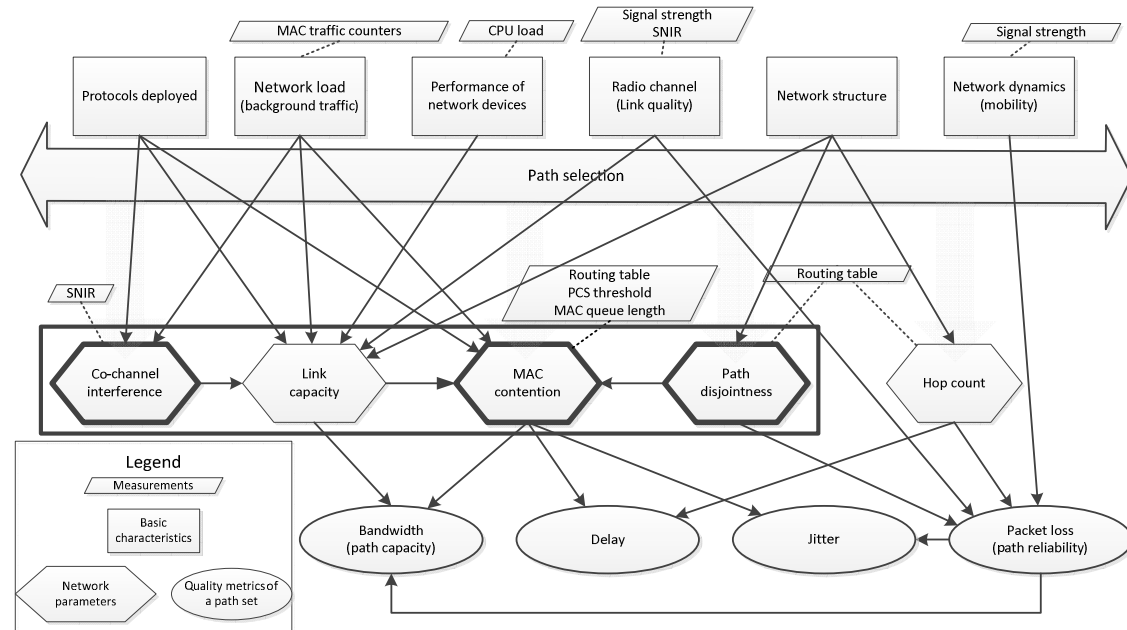 MAC traffic counters
CPU load
Signal strength
SNIR
Signal strength
Protocols deployed
Network load
(background traffic)
Performance of
network devices
Radio channel
(Link quality)
Network structure
Network dynamics
(mobility)
Path selection
SNIR
Routing table
PCS threshold
MAC queue length
Routing table
Co-channel
interference
Link
capacity
MAC
contention
Path
disjointness
Hop count
Bandwidth
(path capacity)
Delay
Jitter
Packet loss
(path reliability)
Legend
Measurements
Basic
characteristics
Network
parameters
Quality metrics of
a path set